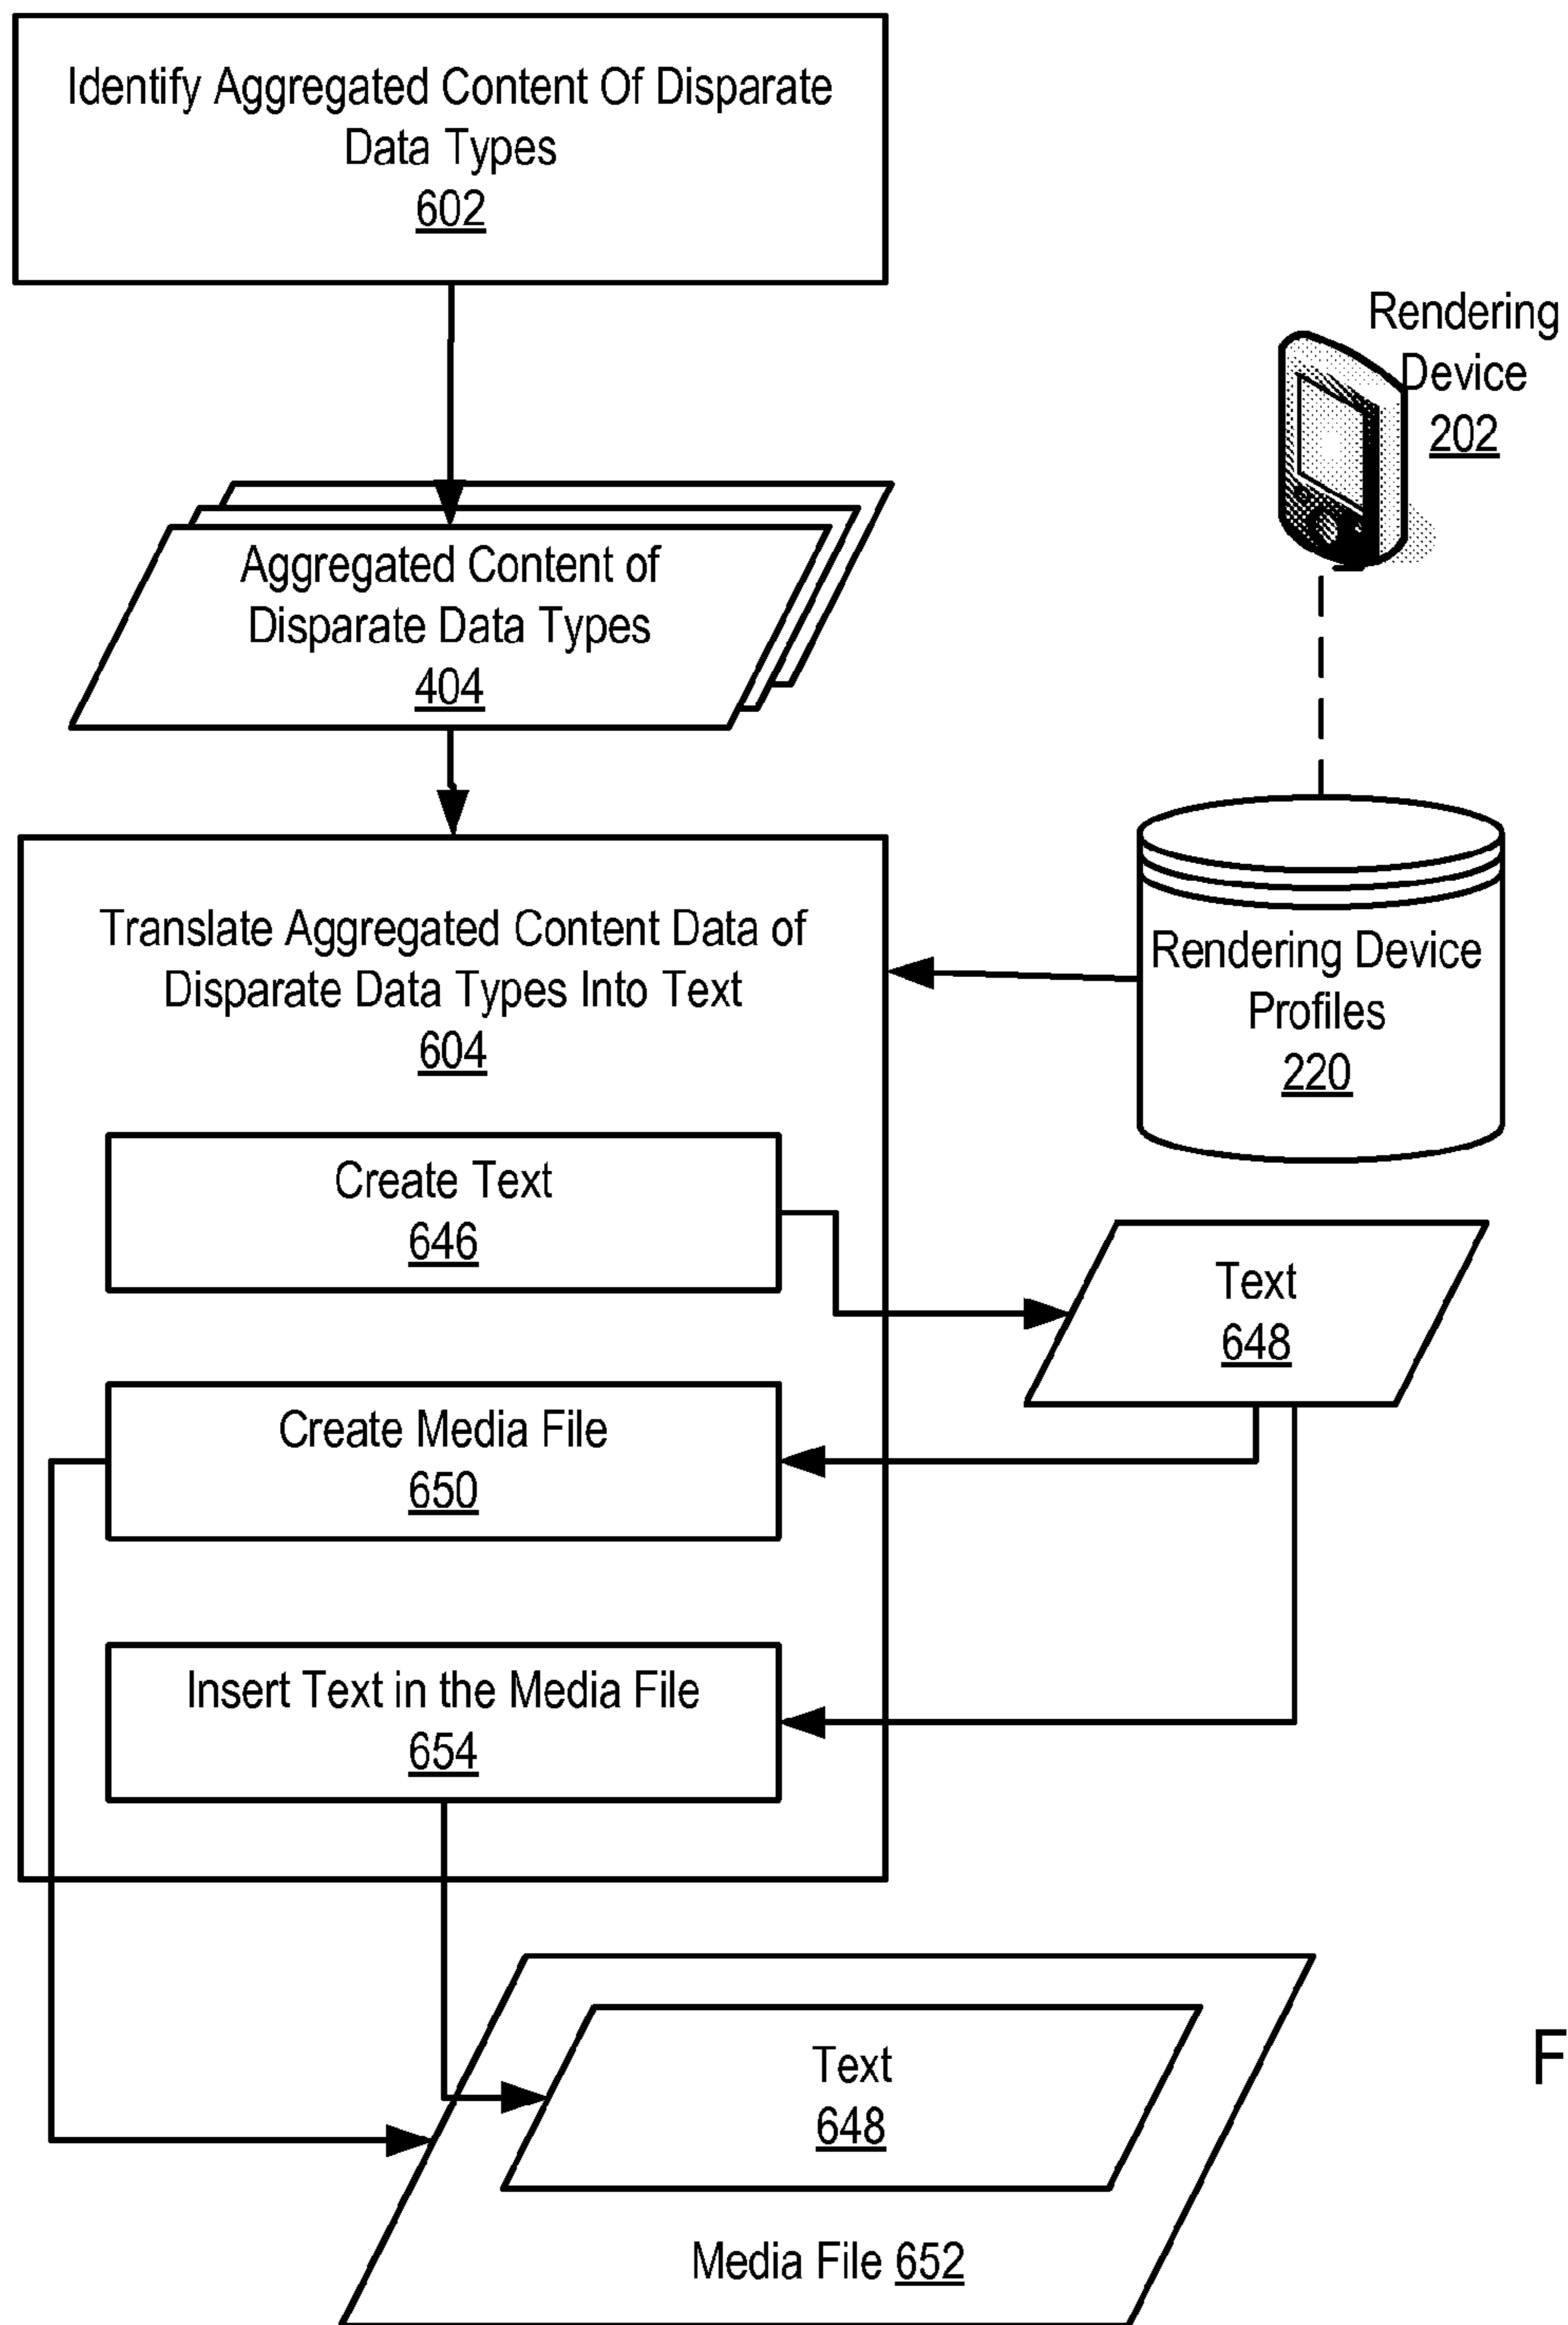 Identify Aggregated Content Of Disparate
Data Types
602
Rendering
Device
202
Aggregated Content of
Disparate Data Types
404
Translate Aggregated Content Data of
Disparate Data Types Into Text
604
Rendering Device
Profiles
220
Create Text
646
Text
648
Create Media File
650
Insert Text in the Media File
654
Text
648
Media File 652
F